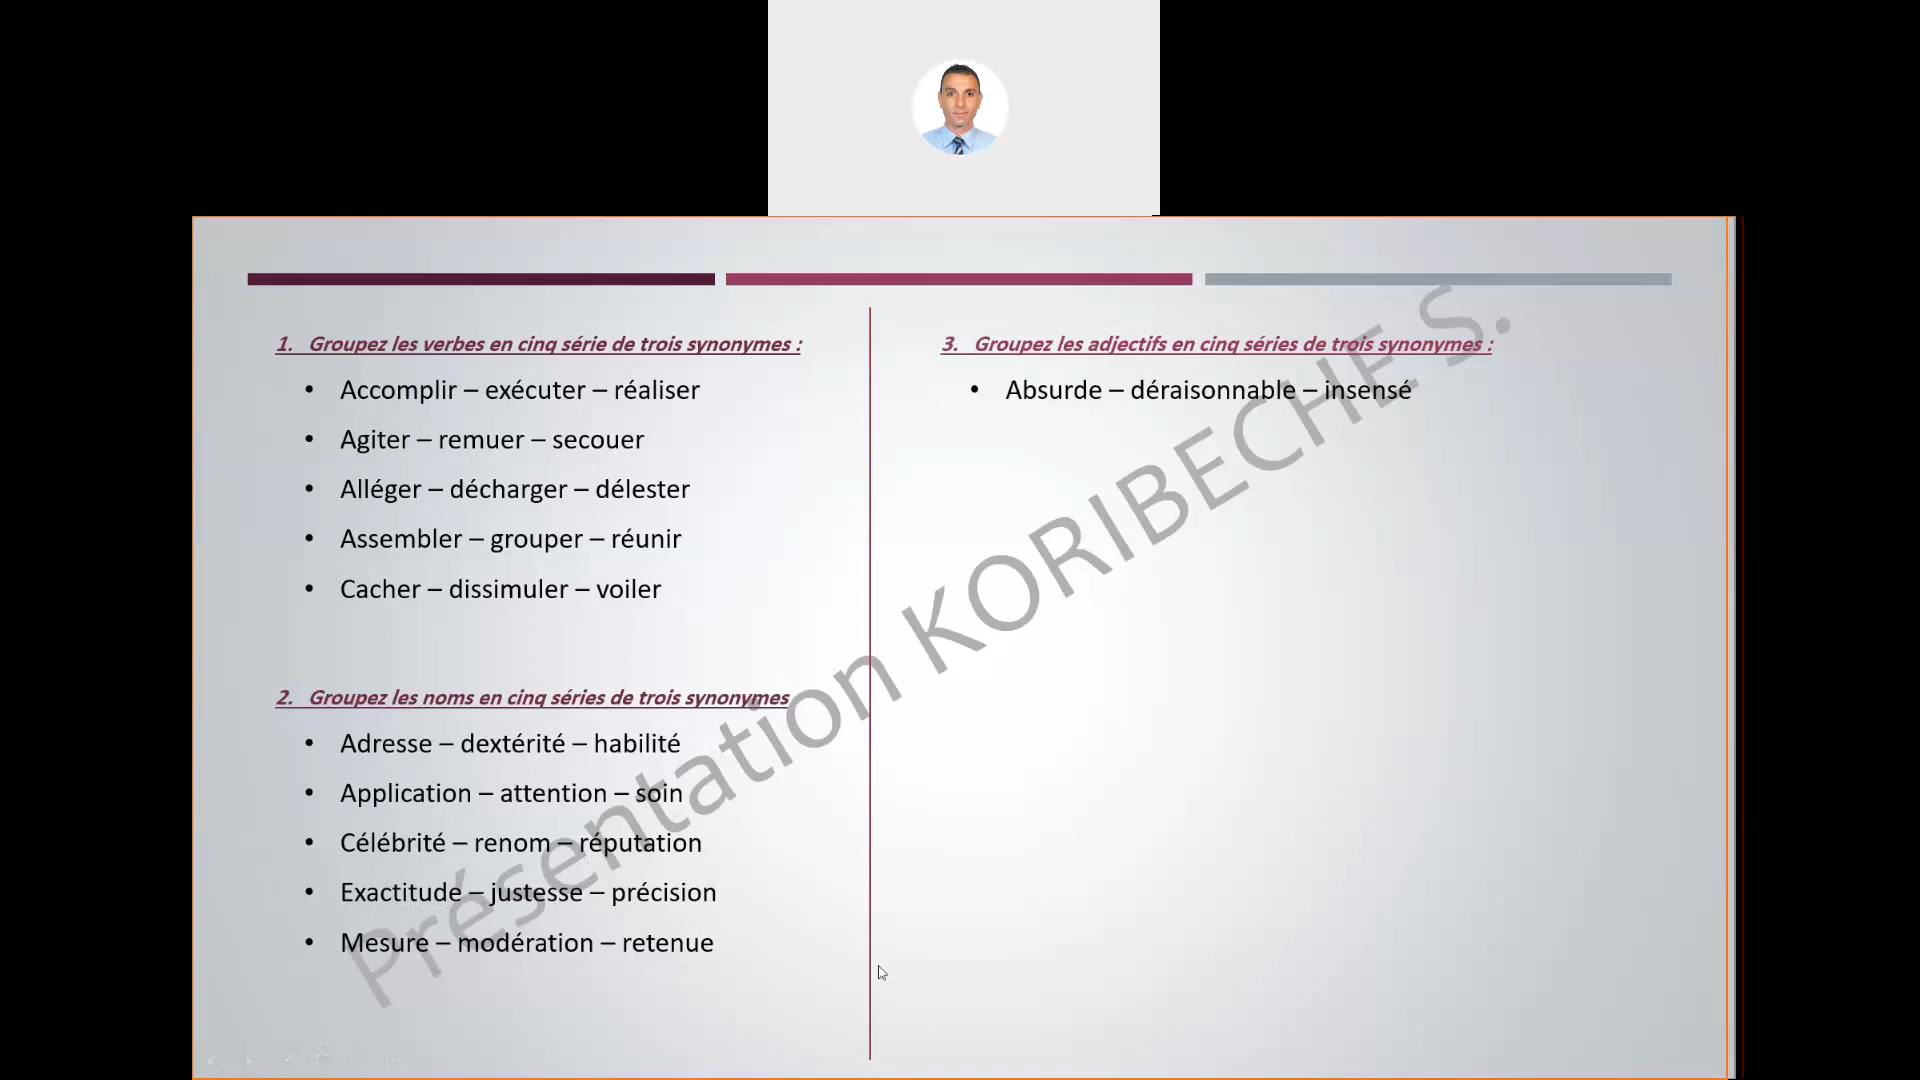 1. Groupez les verbes en cinq série de trois synonymes :
• Accomplir – exécuter – réaliser
• Agiter – remuer – secouer
• Alléger – décharger – délester
• Assembler – grouper – réunir
• Cacher – dissimuler – voiler
2. Groupez les noms en cinq séries de trois synonymes
• Adresse – dextérité – habilité
• Application – attention – soin
• Célébrité – renom – réputation
• Exactitude – justesse – précision
• Mesure – modération – retenue
3. Groupez les adjectifs en cinq séries de trois synonymes :
• Absurde – déraisonnable – insensé
Présentation KORIBECHE S.